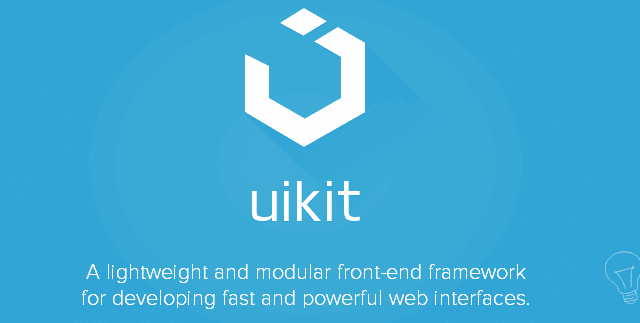 uikit
A lightweight and modular front-end framework
for developing fast and powerful web interfaces.